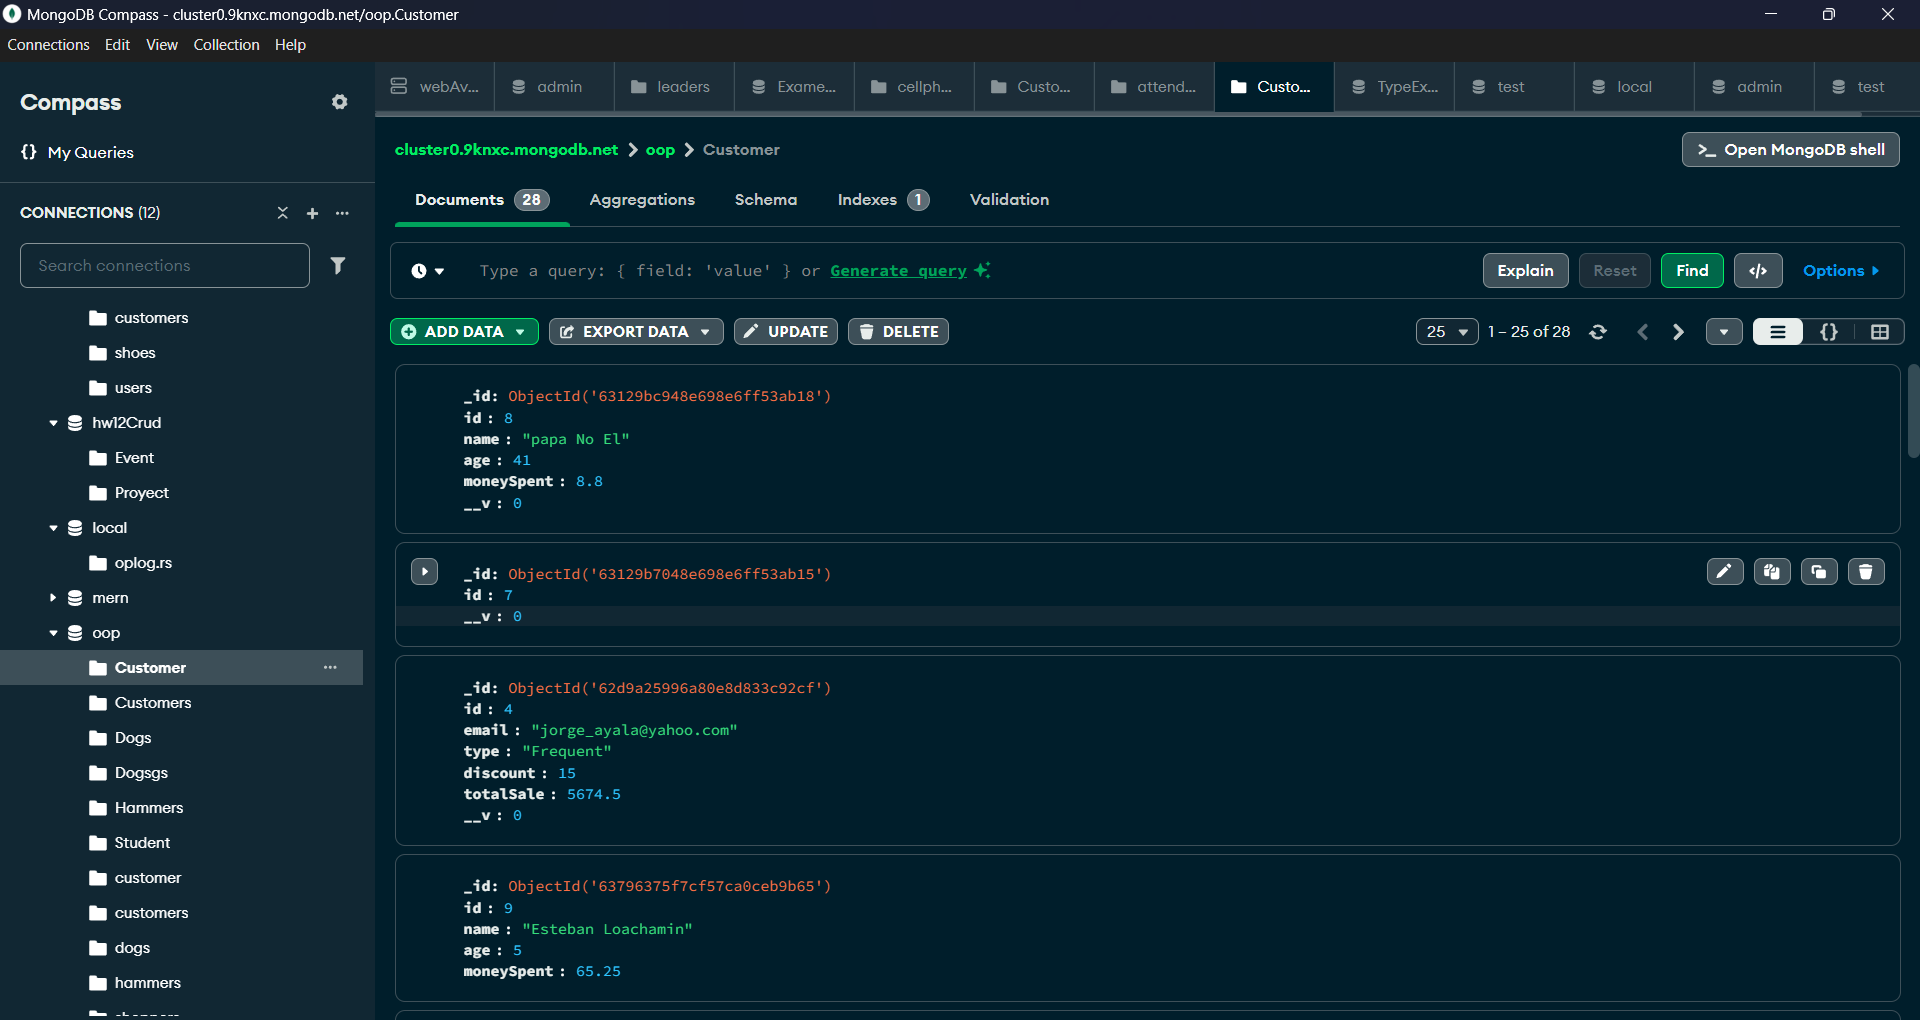 MongoDB Compass - cluster0.9knxc.mongodb.net/oop.Customer
Connections Edit View Collection Help
Compass
{} My Queries
CONNECTIONS (12)
Search connections
customers
shoes
users
hw12Crud
Event
Proyect
local
oplog.rs
mern
oop
Customer
Customers
Dogs
Dogsgs
Hammers
Student
customer
customers
dogs
hammers
webAv...
admin
leaders
Exame...
cellph...
Custo...
attend...
Custo...
TypeEx...
test
local
admin
test
cluster0.9knxc.mongodb.net > oop > Customer
>_ Open MongoDB shell
Documents 28
Aggregations
Schema
Indexes 1
Validation
Type a query: { field: 'value' } or Generate query
Explain
Reset
Find
</>
Options
ADD DATA
EXPORT DATA
UPDATE
DELETE
25
1 – 25 of 28
{}
_id: ObjectId('63129bc948e698e6ff53ab18')
id : 8
name : "papa No El"
age : 41
moneySpent : 8.8
__v : 0
_id: ObjectId('63129b7048e698e6ff53ab15')
id : 7
__v : 0
_id: ObjectId('62d9a25996a80e8d833c92cf')
id : 4
email : "jorge_ayala@yahoo.com"
type : "Frequent"
discount : 15
totalSale : 5674.5
__v : 0
_id: ObjectId('63796375f7cf57ca0ceb9b65')
id : 9
name : "Esteban Loachamin"
age : 5
moneySpent : 65.25